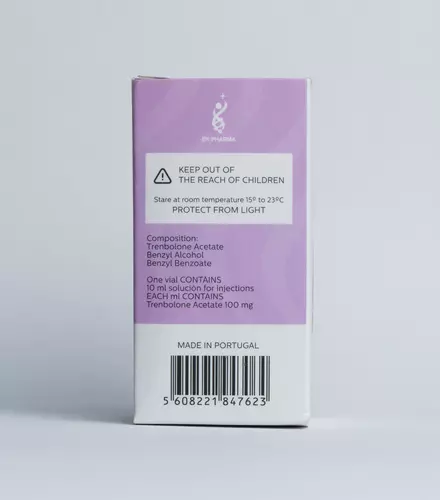 KEEP OUT OF
THE REACH OF CHILDREN
Stare at room temperature 15º to 23ºC
PROTECT FROM LIGHT
Composition:
Trenbolone Acetate
Benzyl Alcohol
Benzyl Benzoate
One vial CONTAINS
10 ml solución for injections
EACH ml CONTAINS
Trenbolone Acetate 100 mg
MADE IN PORTUGAL
5 608221 847623